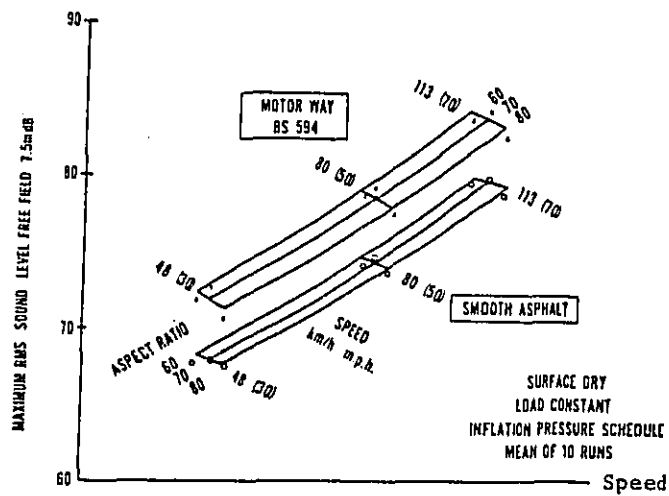 90
80
70
60
MAXIMUM RMS SOUND LEVEL FREE FIELD 7.5m dB
MOTOR WAY
BS 594
113 (70)
60
70
80
80 (50)
48 (30)
113 (70)
80 (50)
SMOOTH ASPHALT
ASPECT RATIO
SPEED
km/h m.p.h.
60
70
80
48 (30)
SURFACE DRY
LOAD CONSTANT
INFLATION PRESSURE SCHEDULE
MEAN OF 10 RUNS
Speed